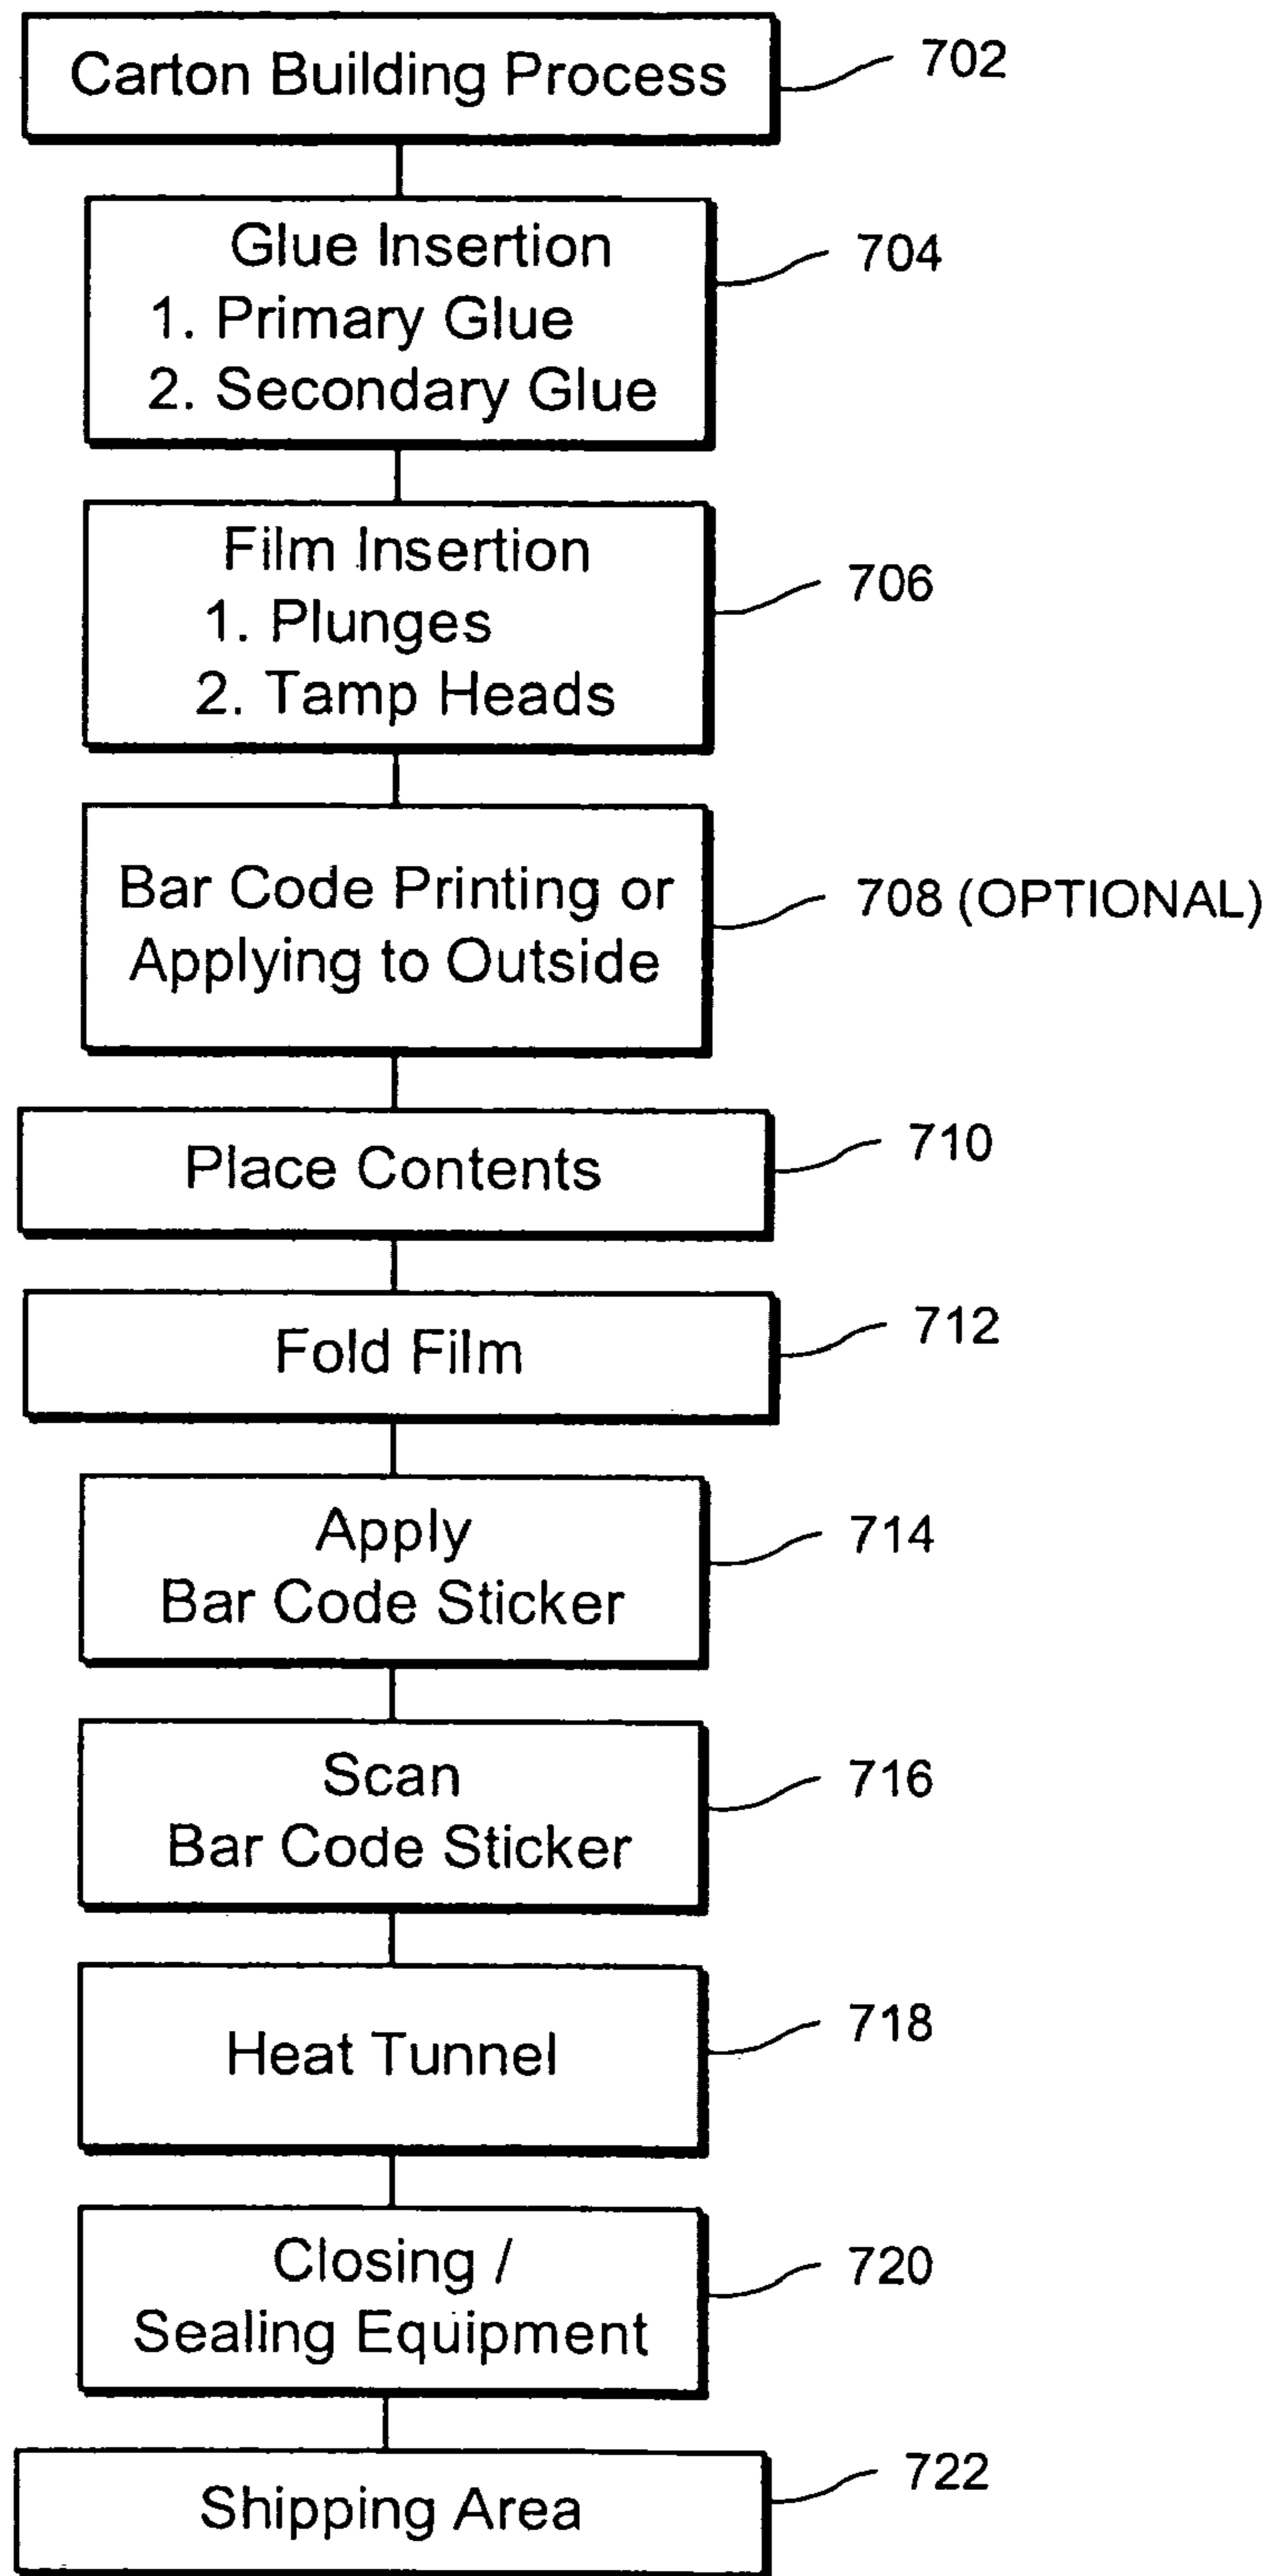 Carton Building Process
702
Glue Insertion
1. Primary Glue
2. Secondary Glue
704
Film Insertion
1. Plunges
2. Tamp Heads
706
Bar Code Printing or
Applying to Outside
708 (OPTIONAL)
Place Contents
710
Fold Film
712
Apply
Bar Code Sticker
714
Scan
Bar Code Sticker
716
Heat Tunnel
718
Closing /
Sealing Equipment
720
Shipping Area
722